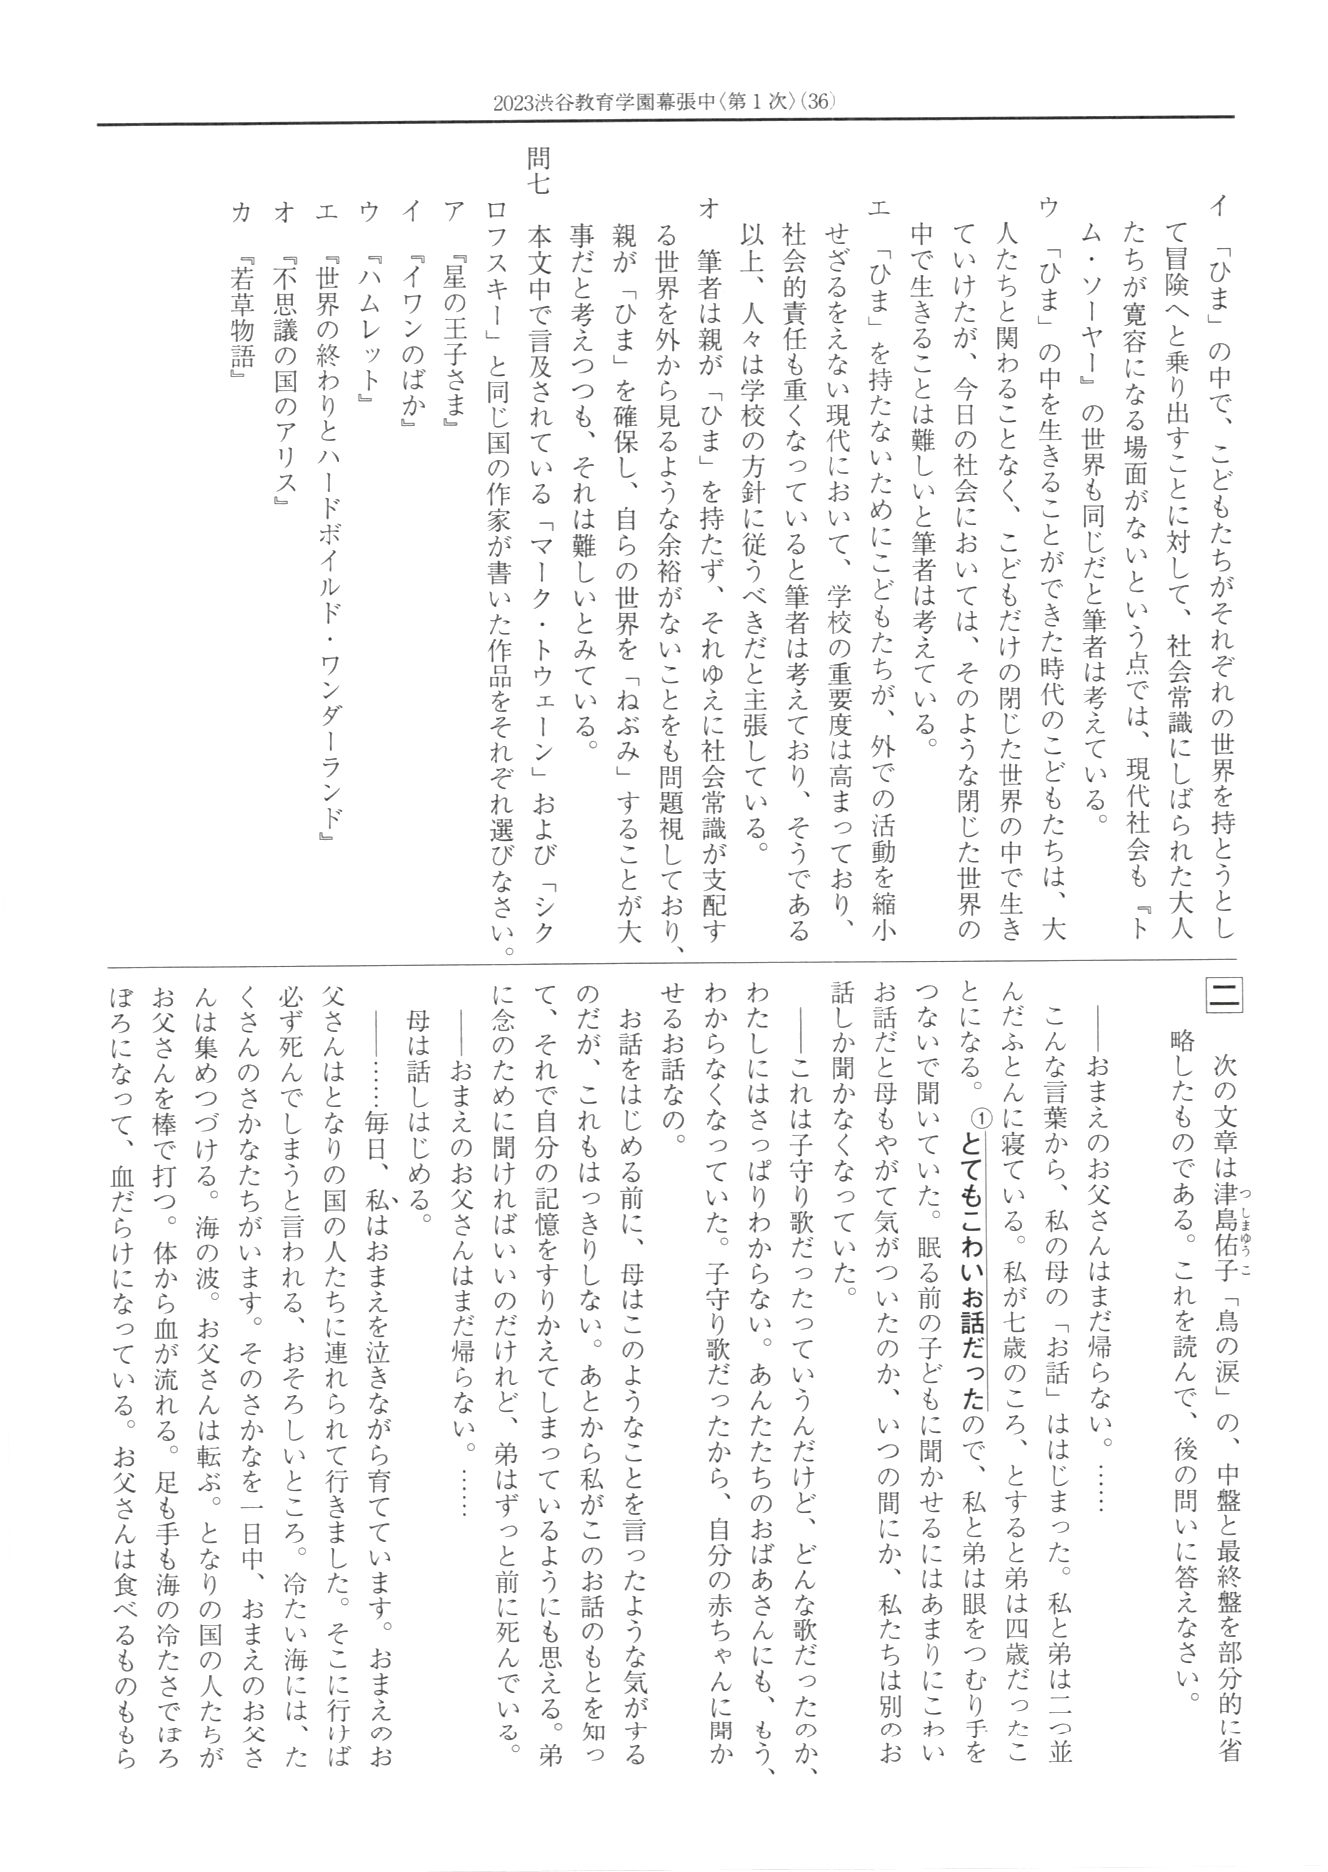 2023渋谷教育学園幕張中〈第1次〉(36)
イ 「ひま」の中で、こどもたちがそれぞれの世界を持とうとし
て冒険へと乗り出すことに対して、社会常識にしばられた大人
たちが寛容になる場面がないという点では、現代社会も『ト
ム・ソーヤー』の世界も同じだと筆者は考えている。
ウ 「ひま」の中を生きることができた時代のこどもたちは、大
人たちと関わることなく、こどもだけの閉じた世界の中で生き
ていけたが、今日の社会においては、そのような閉じた世界の
中で生きることは難しいと筆者は考えている。
エ 「ひま」を持たないためにこどもたちが、外での活動を縮小
せざるをえない現代において、学校の重要度は高まっており、
社会的責任も重くなっていると筆者は考えており、そうである
以上、人々は学校の方針に従うべきだと主張している。
オ 筆者は親が「ひま」を持たず、それゆえに社会常識が支配す
る世界を外から見るような余裕がないことをも問題視しており、
親が「ひま」を確保し、自らの世界を「ねぶみ」することが大
事だと考えつつも、それは難しいとみている。
問七 本文中で言及されている「マーク・トウェーン」および「シク
ロフスキー」と同じ国の作家が書いた作品をそれぞれ選びなさい。
ア 『星の王子さま』
イ 『イワンのばか』
ウ 『ハムレット』
エ 『世界の終わりとハードボイルド・ワンダーランド』
オ 『不思議の国のアリス』
カ 『若草物語』
二 次の文章は津島佑子「鳥の涙」の、中盤と最終盤を部分的に省
つしまゆうこ
略したものである。これを読んで、後の問いに答えなさい。
――おまえのお父さんはまだ帰らない。……
こんな言葉から、私の母の「お話」ははじまった。私と弟は二つ並
んだふとんに寝ている。私が七歳のころ、とすると弟は四歳だったこ
とになる。①とてもこわいお話だったので、私と弟は眼をつむり手を
つないで聞いていた。眠る前の子どもに聞かせるにはあまりにこわい
お話だと母もやがて気がついたのか、いつの間にか、私たちは別のお
話しか聞かなくなっていた。
――これは子守り歌だったっていうんだけど、どんな歌だったのか、
わたしにはさっぱりわからない。あんたたちのおばあさんにも、もう、
わからなくなっていた。子守り歌だったから、自分の赤ちゃんに聞か
せるお話なの。
お話をはじめる前に、母はこのようなことを言ったような気がする
のだが、これもはっきりしない。あとから私がこのお話のもとを知っ
て、それで自分の記憶をすりかえてしまっているようにも思える。弟
に念のために聞ければいいのだけれど、弟はずっと前に死んでいる。
――おまえのお父さんはまだ帰らない。……
母は話しはじめる。
――……毎日、私はおまえを泣きながら育てています。おまえのお
父さんはとなりの国の人たちに連れられて行きました。そこに行けば
必ず死んでしまうと言われる、おそろしいところ。冷たい海には、た
くさんのさかなたちがいます。そのさかなを一日中、おまえのお父さ
んは集めつづける。海の波。お父さんは転ぶ。となりの国の人たちが
お父さんを棒で打つ。体から血が流れる。足も手も海の冷たさでぼろ
ぼろになって、血だらけになっている。お父さんは食べるものももら